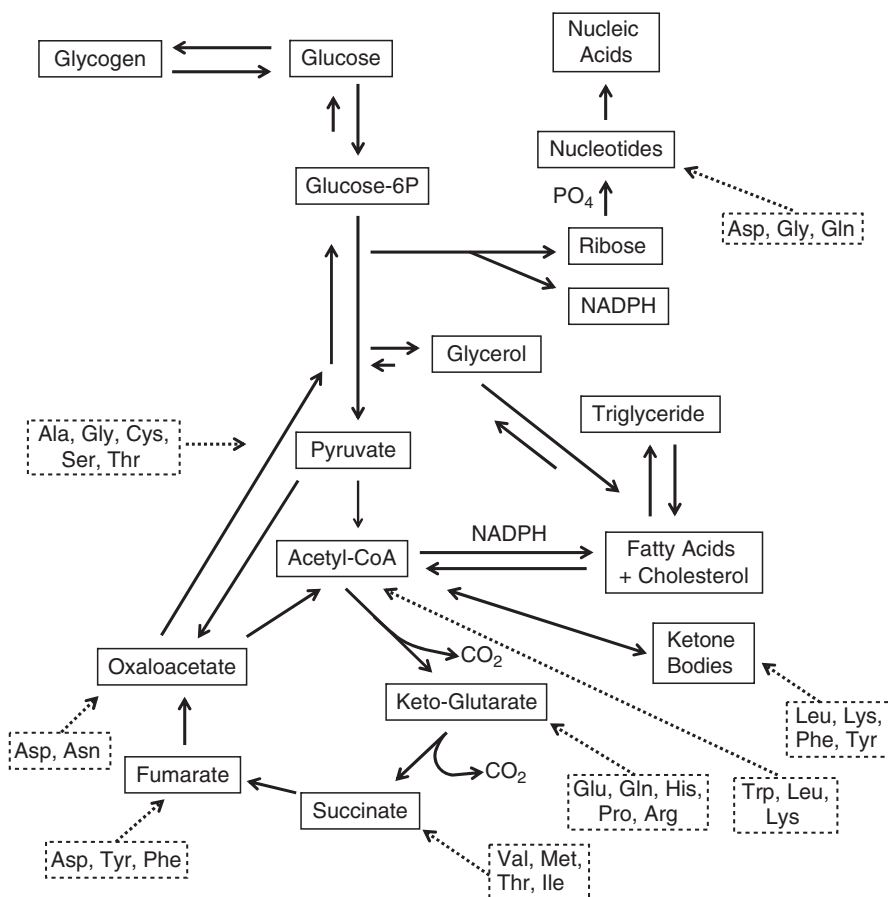 Nucleic
Acids
Glycogen
Glucose
Nucleotides
Glucose-6P
PO4
Asp, Gly, Gln
Ribose
NADPH
Glycerol
Triglyceride
Ala, Gly, Cys,
Ser, Thr
Pyruvate
NADPH
Acetyl-CoA
Fatty Acids
+ Cholesterol
Ketone
Bodies
CO2
Oxaloacetate
Keto-Glutarate
Leu, Lys,
Phe, Tyr
Asp, Asn
Fumarate
CO2
Glu, Gln, His,
Pro, Arg
Trp, Leu,
Lys
Succinate
Asp, Tyr, Phe
Val, Met,
Thr, Ile